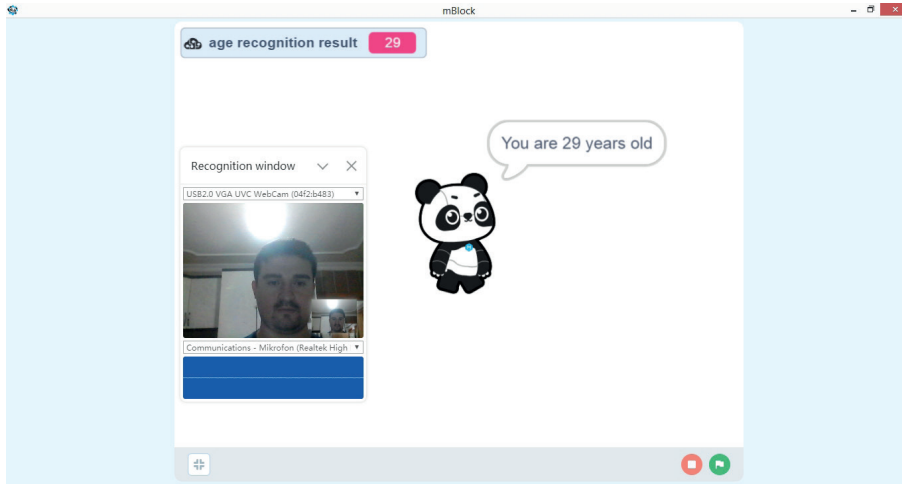 mBlock
age recognition result 29
You are 29 years old
Recognition window
USB2.0 VGA UVC WebCam (04f2:b483)
Communications - Mikrofon (Realtek High